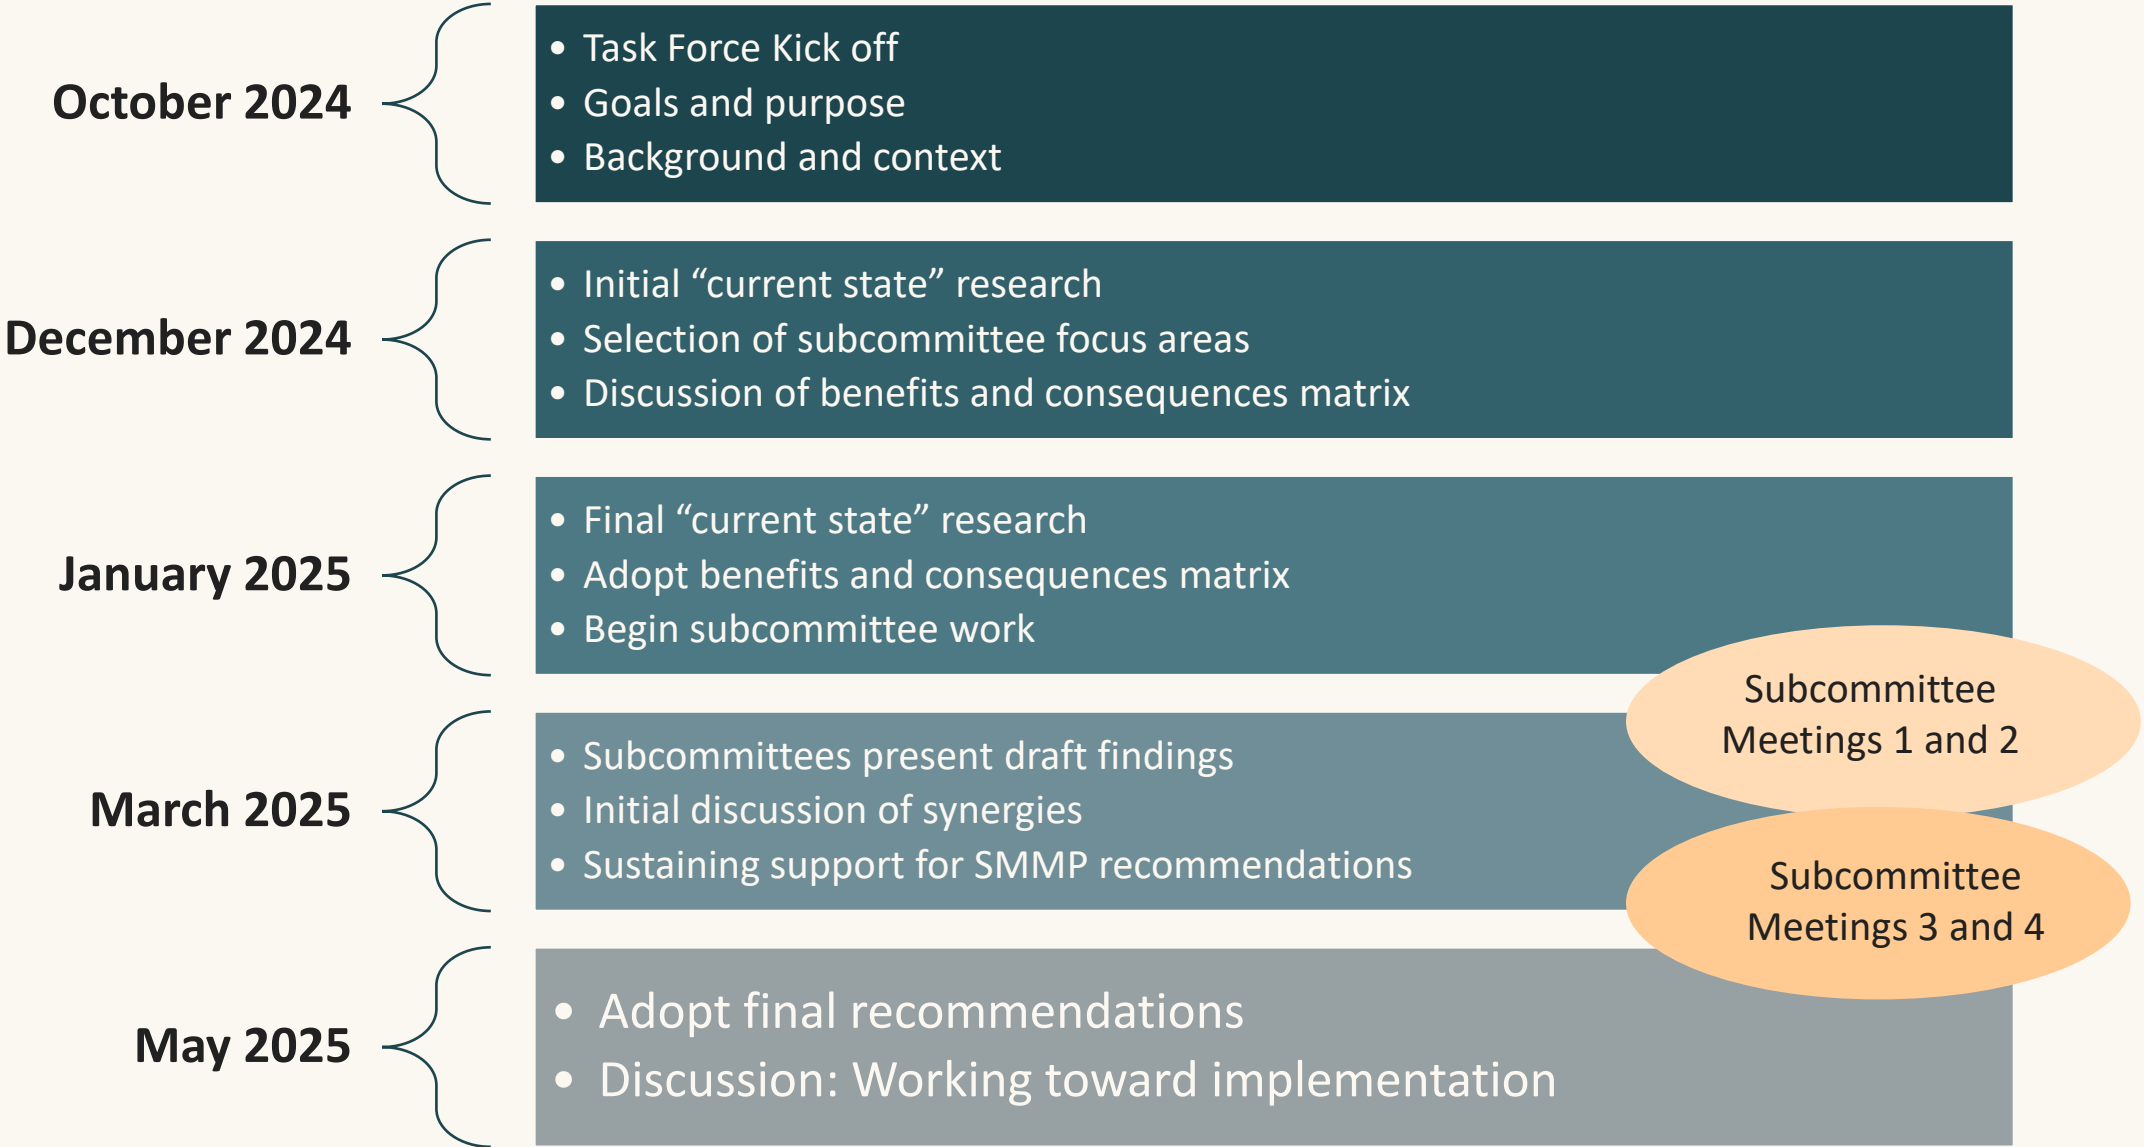 October 2024
• Task Force Kick off
• Goals and purpose
• Background and context
December 2024
• Initial “current state” research
• Selection of subcommittee focus areas
• Discussion of benefits and consequences matrix
January 2025
• Final “current state” research
• Adopt benefits and consequences matrix
• Begin subcommittee work
Subcommittee
Meetings 1 and 2
March 2025
• Subcommittees present draft findings
• Initial discussion of synergies
• Sustaining support for SMMP recommendations
Subcommittee
Meetings 3 and 4
May 2025
• Adopt final recommendations
• Discussion: Working toward implementation